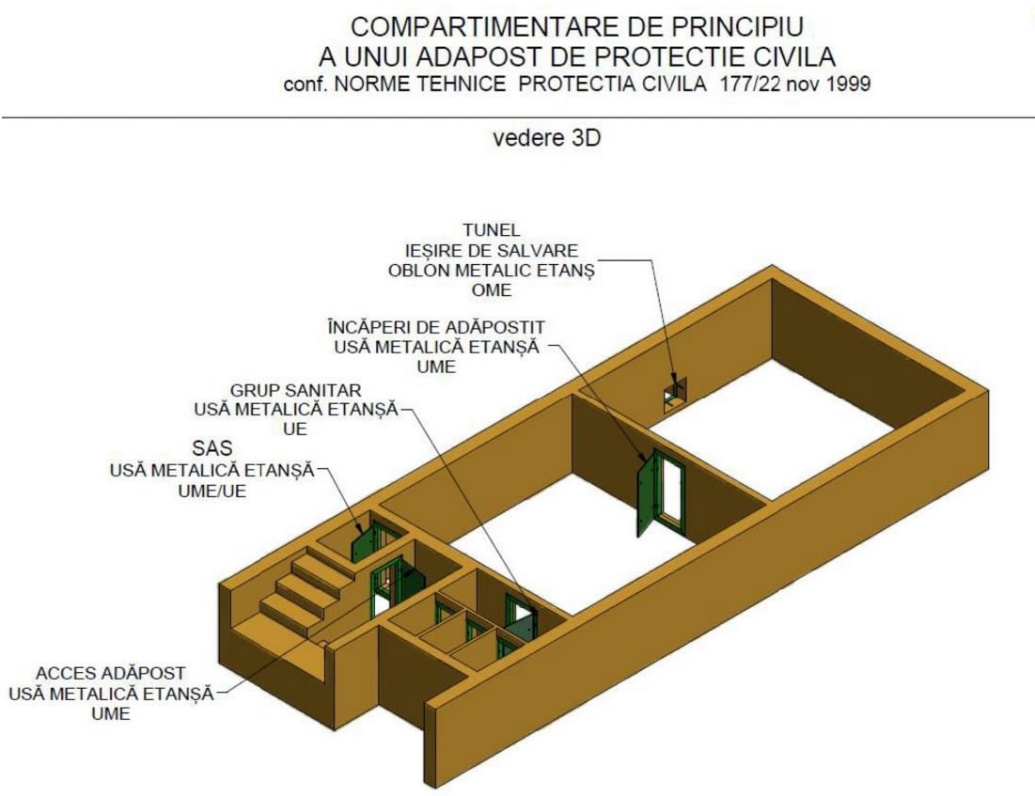 COMPARTIMENTARE DE PRINCIPIU
A UNUI ADAPOST DE PROTECTIE CIVILA
conf. NORME TEHNICE PROTECTIA CIVILA 177/22 nov 1999
vedere 3D
TUNEL
IEȘIRE DE SALVARE
OBLON METALIC ETANȘ
OME
ÎNCĂPERI DE ADĂPOSTIT
USĂ METALICĂ ETANȘĂ
UME
GRUP SANITAR
USĂ METALICĂ ETANȘĂ
UE
SAS
USĂ METALICĂ ETANȘĂ
UME/UE
ACCES ADĂPOST
USĂ METALICĂ ETANȘĂ
UME